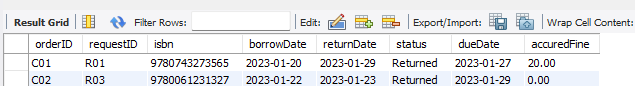 Result Grid Filter Rows: Edit: Export/Import: Wrap Cell Content:
orderID requestID isbn borrowDate returnDate status dueDate accuredFine
C01 R01 9780743273565 2023-01-20 2023-01-29 Returned 2023-01-27 20.00
C02 R03 9780061231327 2023-01-22 2023-01-23 Returned 2023-01-29 0.00